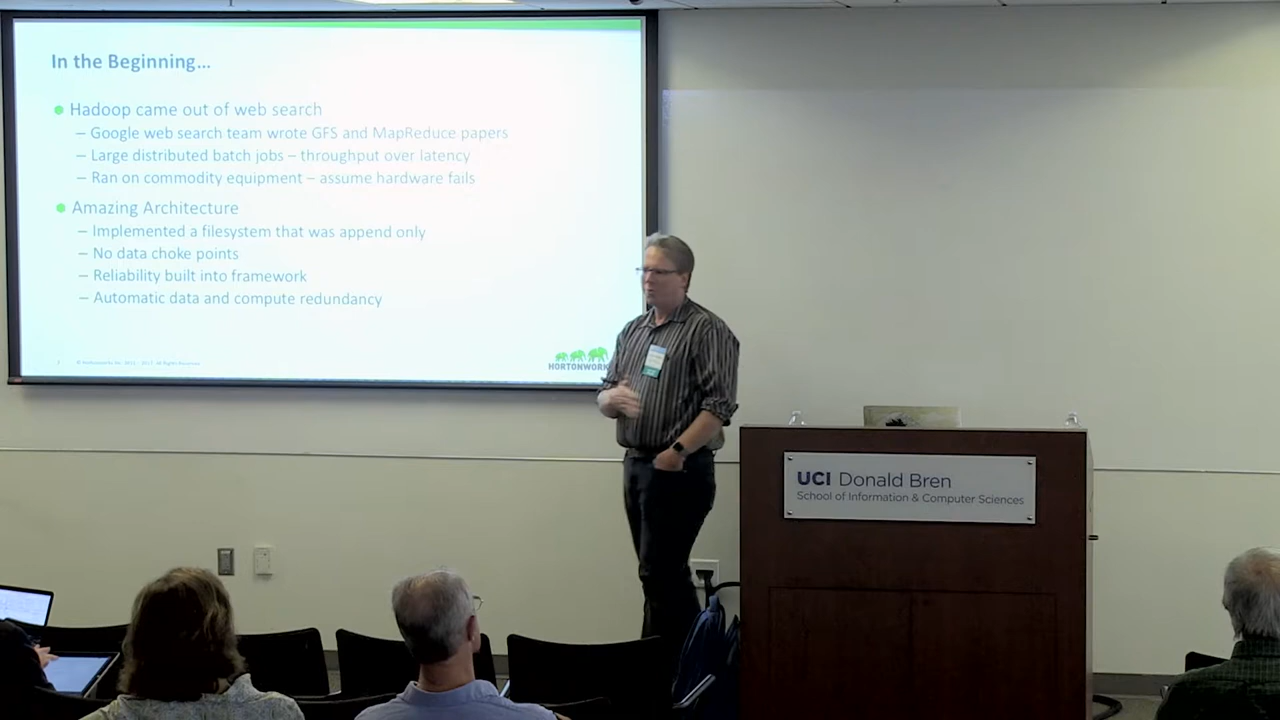 In the Beginning…
Hadoop came out of web search
– Google web search team wrote GFS and MapReduce papers
– Large distributed batch jobs – throughput over latency
– Ran on commodity equipment – assume hardware fails
Amazing Architecture
– Implemented a filesystem that was append only
– No data choke points
– Reliability built into framework
– Automatic data and compute redundancy
HORTONWORK
UCI Donald Bren
School of Information & Computer Sciences